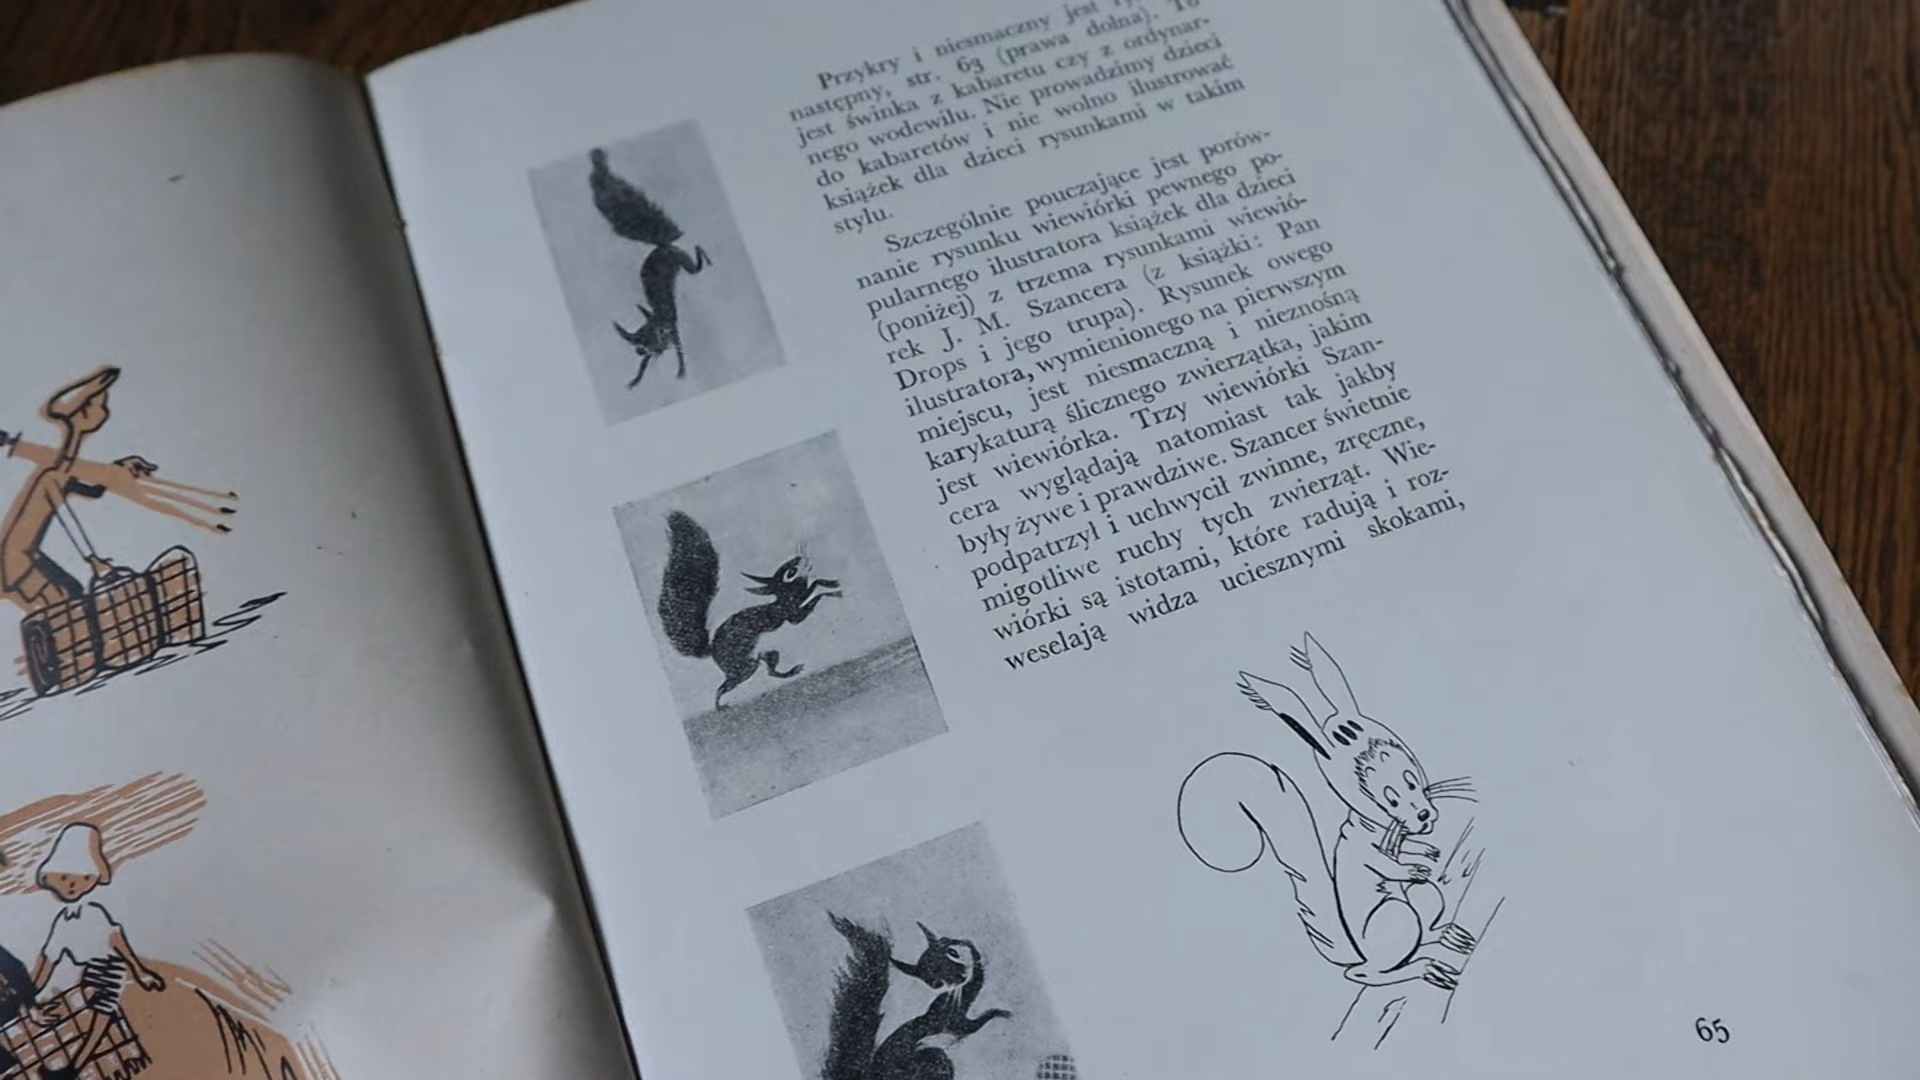 Przykry i niesmaczny jest
następny, str. 63 (prawa dolna). To
jest świnka z kabaretu czy z ordynar-
nego wodewilu. Nie prowadzimy dzieci
do kabaretów i nie wolno ilustrować
książek dla dzieci rysunkami w takim
stylu.
Szczególnie pouczające jest porów-
nanie rysunku wiewiórki pewnego po-
pularnego ilustratora książek dla dzieci
(poniżej) z trzema rysunkami wiewió-
rek J. M. Szancera (z książki: Pan
Drops i jego trupa). Rysunek owego
ilustratora, wymienionego na pierwszym
miejscu, jest niesmaczną i nieznośną
karykaturą ślicznego zwierzątka, jakim
jest wiewiórka. Trzy wiewiórki Szan-
cera wyglądają natomiast tak jakby
były żywe i prawdziwe. Szancer świetnie
podpatrzył i uchwycił zwinne, zręczne,
migotliwe ruchy tych zwierząt. Wie-
wiórki są istotami, które radują i roz-
weselają widza uciesznymi skokami,
65